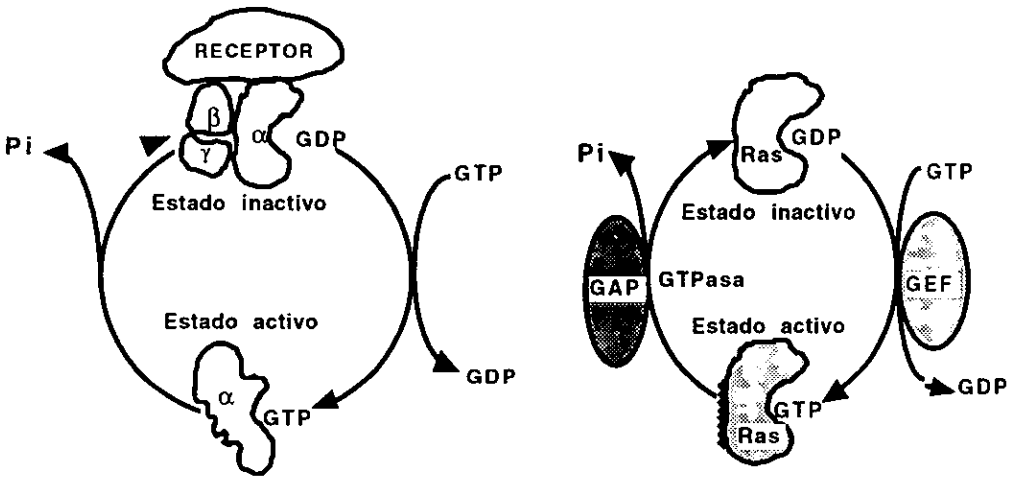 RECEPTOR
β
γ
α
GDP
Pi
GTP
Estado inactivo
Estado activo
α
GTP
GDP
Pi
Ras
GDP
GTP
Estado inactivo
GAP
GTPasa
GEF
Estado activo
GTP
Ras
GDP